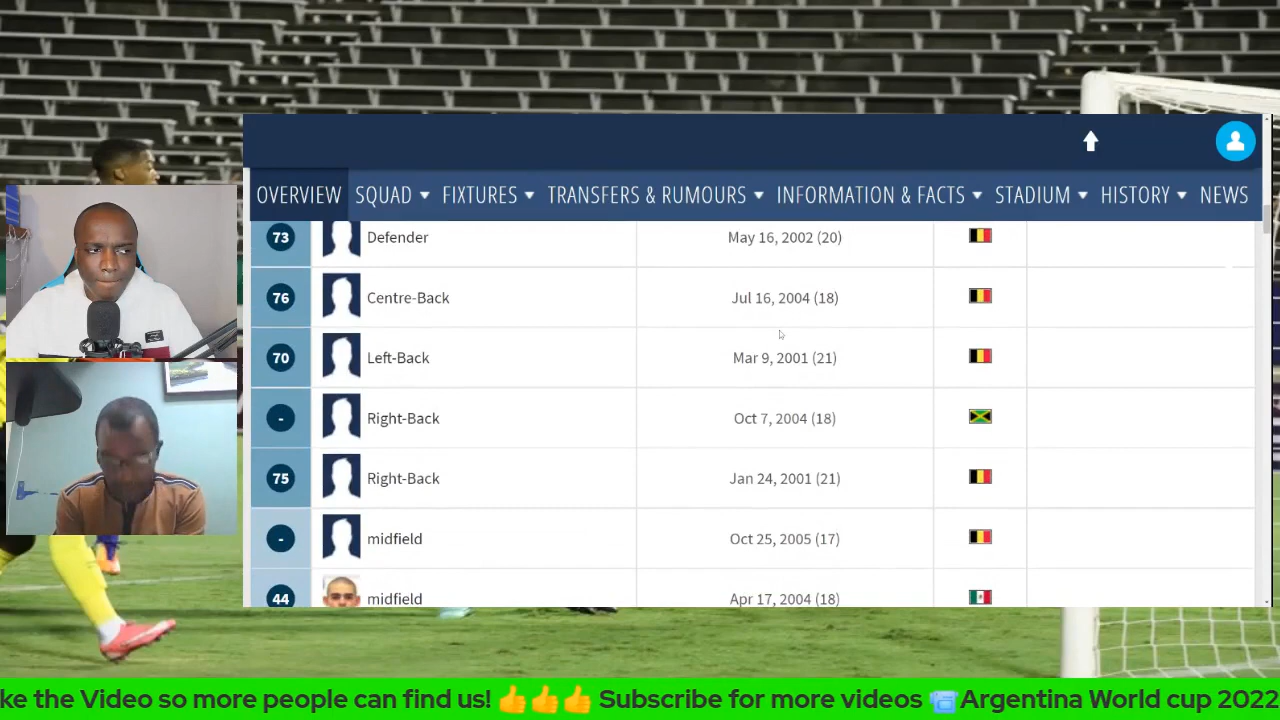 OVERVIEW SQUAD FIXTURES TRANSFERS & RUMOURS INFORMATION & FACTS STADIUM HISTORY NEWS
73 Defender May 16, 2002 (20)
76 Centre-Back Jul 16, 2004 (18)
70 Left-Back Mar 9, 2001 (21)
- Right-Back Oct 7, 2004 (18)
75 Right-Back Jan 24, 2001 (21)
- midfield Oct 25, 2005 (17)
44 midfield Apr 17, 2004 (18)
ke the Video so more people can find us! 👍👍👍 Subscribe for more videos 📹Argentina World cup 2022